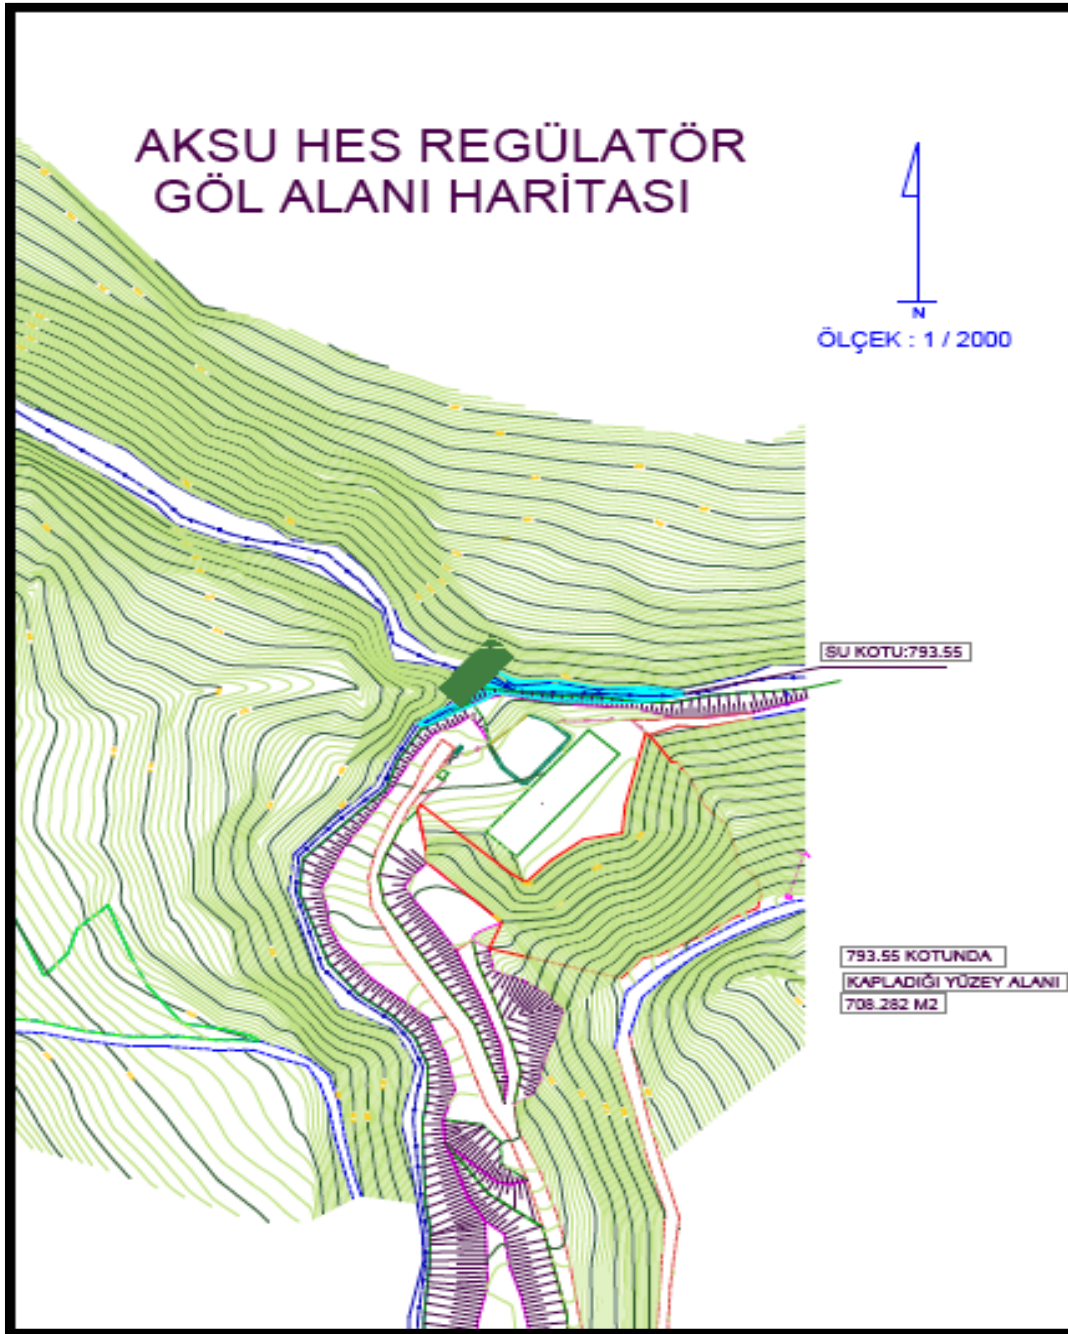 AKSU HES REGÜLATÖR
GÖL ALANI HARİTASI
N
ÖLÇEK : 1 / 2000
SU KOTU:793.55
793.55 KOTUNDA
KAPLADIĞI YÜZEY ALANI
708.282 M2